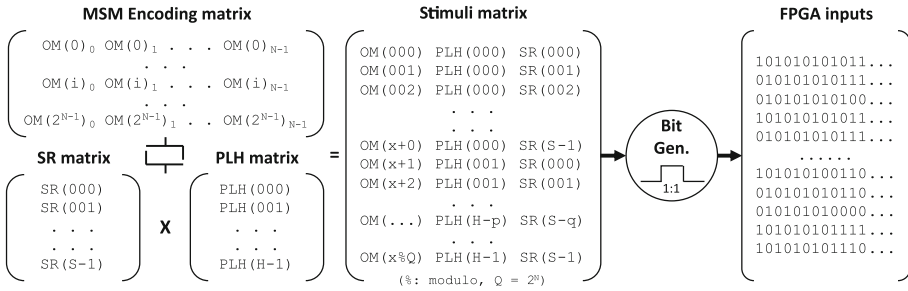 MSM Encoding matrix
OM(0)₀ OM(0)₁ . . . OM(0)N-1
. . . .
OM(i)₀ OM(i)₁ . . . OM(i)N-1
. . . .
OM(2ᴺ⁻¹)₀ OM(2ᴺ⁻¹)₁ . . OM(2ᴺ⁻¹)N-1
SR matrix
SR(000)
SR(001)
. . .
. . .
SR(S-1)
X
PLH matrix
PLH(000)
PLH(001)
. . .
. . .
PLH(H-1)
=
Stimuli matrix
OM(000) PLH(000) SR(000)
OM(001) PLH(000) SR(001)
OM(002) PLH(000) SR(002)
. . .
. . .
OM(x+0) PLH(000) SR(S-1)
OM(x+1) PLH(001) SR(000)
OM(x+2) PLH(001) SR(001)
. . .
OM(...) PLH(H-p) SR(S-q)
. . .
OM(x%Q) PLH(H-1) SR(S-1)
(%: modulo, Q = 2ᴺ)
Bit
Gen.
1:1
FPGA inputs
101010101011...
010101010111...
010101010100...
101010101011...
010101010111...
......
101010100110...
010101010110...
010101010000...
101010101111...
101010101110...